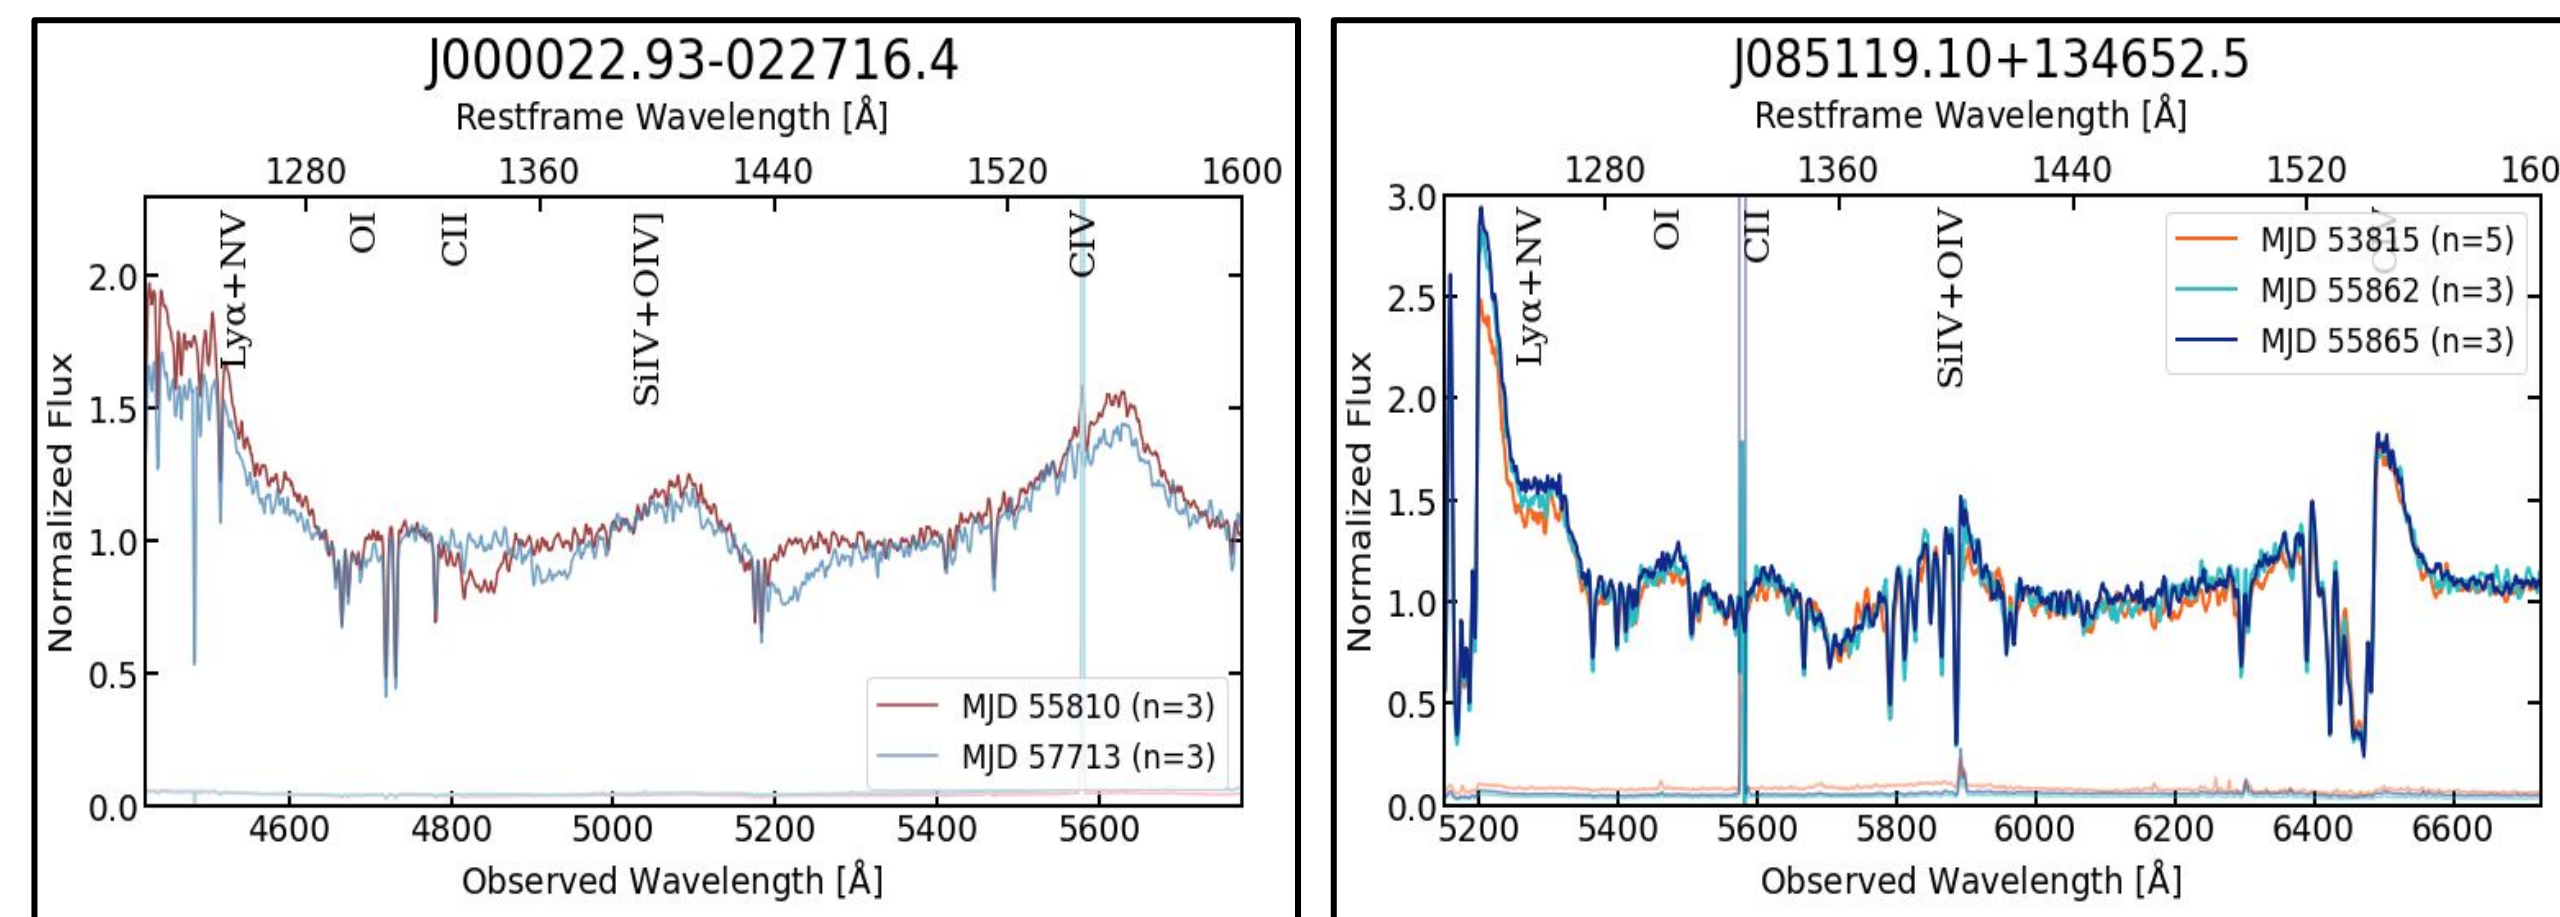 J000022.93-022716.4
Restframe Wavelength [Å]
1280 1360 1440 1520 1600
Lyα+NV
OI
CII
SiIV+OIV]
CIV
Normalized Flux
2.0
1.5
1.0
0.5
0.0
MJD 55810 (n=3)
MJD 57713 (n=3)
4600 4800 5000 5200 5400 5600
Observed Wavelength [Å]
J085119.10+134652.5
Restframe Wavelength [Å]
1280 1360 1440 1520 160
Lyα+NV
OI
CII
SiIV+OIV
CIV
Normalized Flux
3.0
2.5
2.0
1.5
1.0
0.5
0.0
MJD 53815 (n=5)
MJD 55862 (n=3)
MJD 55865 (n=3)
5200 5400 5600 5800 6000 6200 6400 6600
Observed Wavelength [Å]